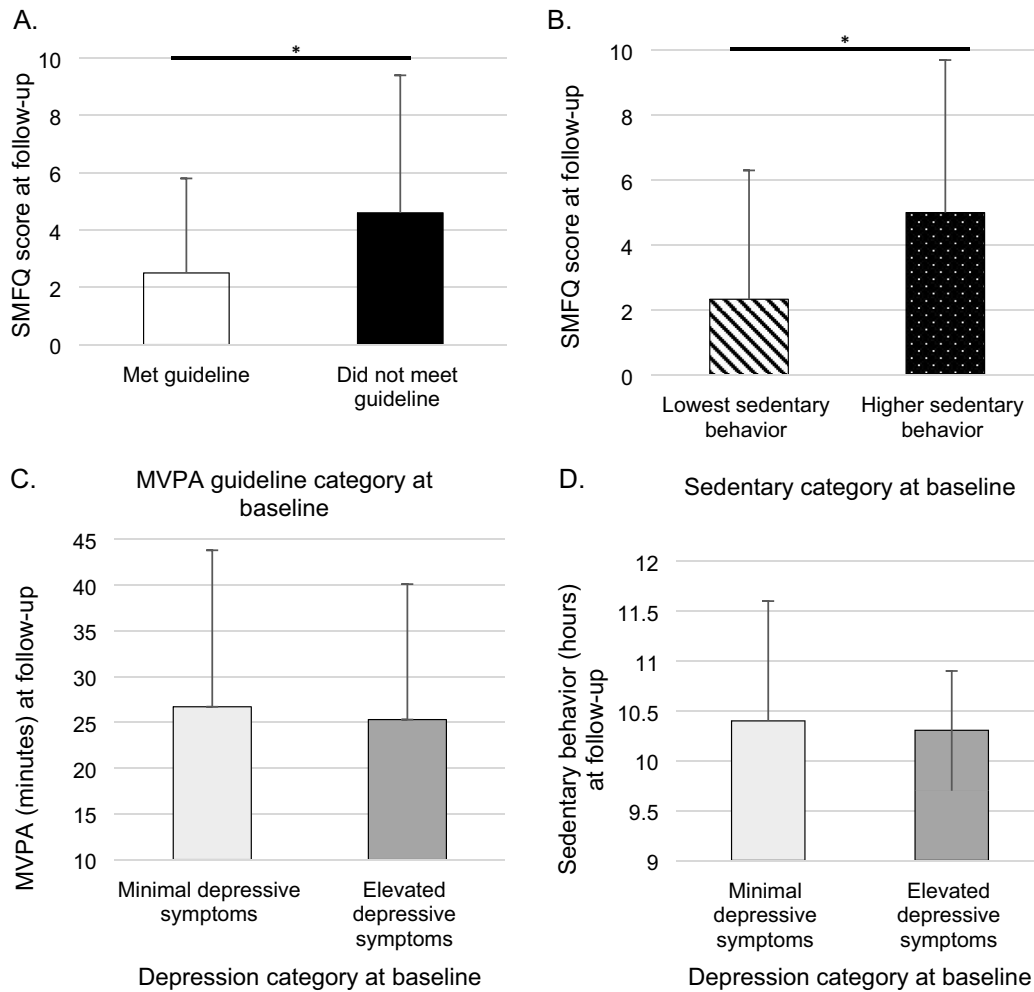 A.
*
SMFQ score at follow-up
10
8
6
4
2
0
Met guideline
Did not meet
guideline
MVPA guideline category at
baseline
B.
*
SMFQ score at follow-up
10
8
6
4
2
0
Lowest sedentary
behavior
Higher sedentary
behavior
Sedentary category at baseline
C.
MVPA (minutes) at follow-up
45
40
35
30
25
20
15
10
Minimal depressive
symptoms
Elevated
depressive
symptoms
Depression category at baseline
D.
Sedentary behavior (hours)
at follow-up
12
11.5
11
10.5
10
9.5
9
Minimal
depressive
symptoms
Elevated
depressive
symptoms
Depression category at baseline